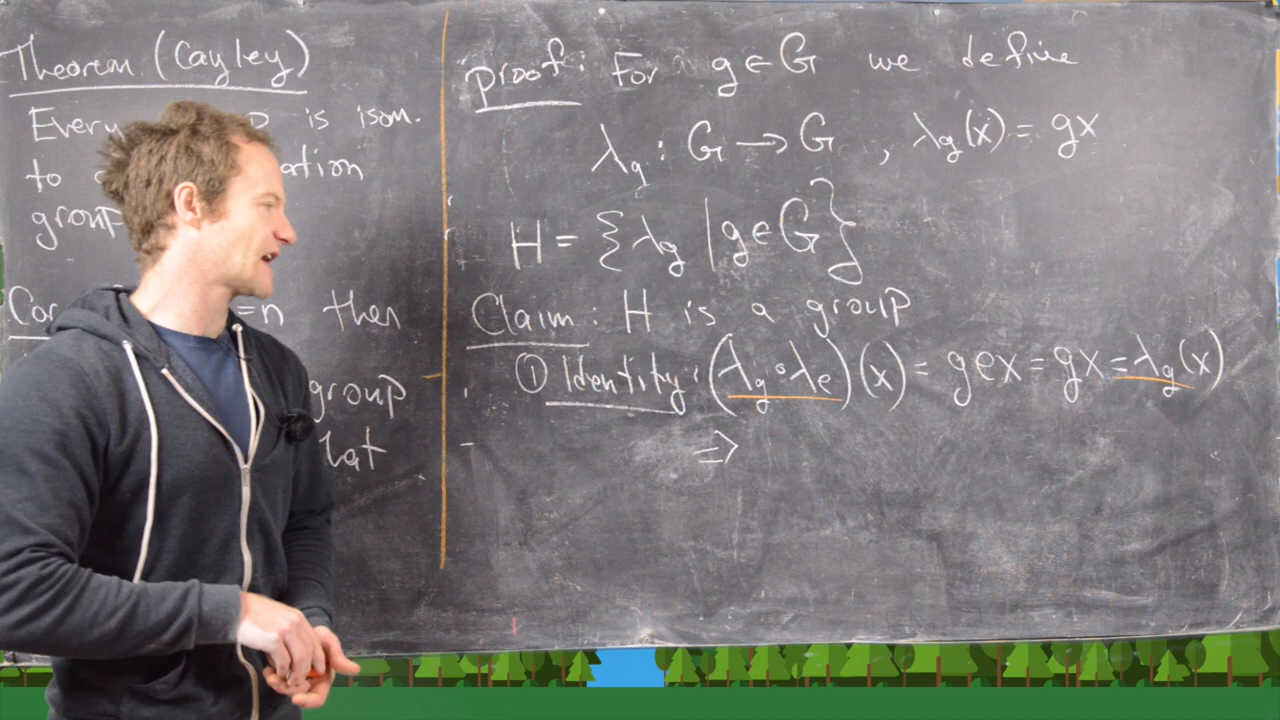 Theorem (Cayley)
Every is isom.
to ation
group
Cor =n then
group
hat
Proof: For g∈G we define
λg : G → G , λg(x) = gx
H = {λg | g∈G}
Claim: H is a group
① Identity: (λg∘λe)(x) = gex = gx = λg(x)
⇒